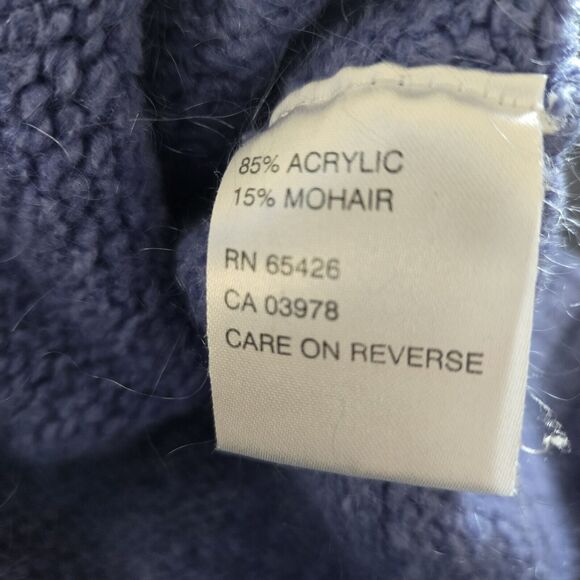 85% ACRYLIC
15% MOHAIR
RN 65426
CA 03978
CARE ON REVERSE